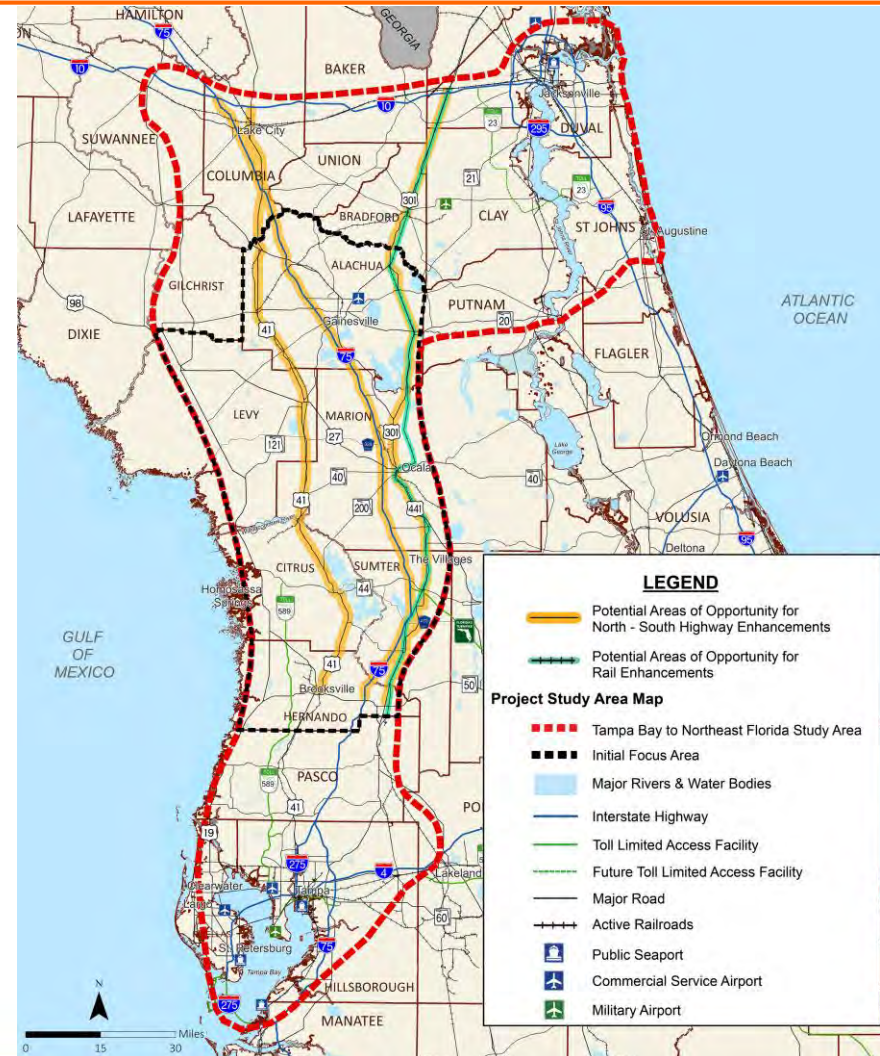 HAMILTON
75
GEORGIA
BAKER
10
10
Jacksonville
Lake City
SUWANNEE
23
295
DUVAL
UNION
COLUMBIA
21
TOLL
23
301
LAFAYETTE
BRADFORD
CLAY
95
ST JOHNS
Augustine
ALACHUA
GILCHRIST
PUTNAM
98
20
ATLANTIC
OCEAN
DIXIE
41
Gainesville
75
FLAGLER
LEVY
MARION
301
121
27
Ormond Beach
Lake
George
Ocala
Daytona Beach
40
40
41
200
441
VOLUSIA
95
Deltona
The Villages
CITRUS
SUMTER
44
Homosassa
Springs
TOLL
589
GULF
OF
MEXICO
41
75
50
Brooksville
HERNANDO
PASCO
TOLL
589
41
PO
19
275
4
Lakeland
Clearwater
Tampa
Largo
60
St. Petersburg
75
Tampa Bay
HILLSBOROUGH
275
MANATEE
N
Miles
0 15 30
LEGEND
Potential Areas of Opportunity for
North - South Highway Enhancements
Potential Areas of Opportunity for
Rail Enhancements
Project Study Area Map
Tampa Bay to Northeast Florida Study Area
Initial Focus Area
Major Rivers & Water Bodies
Interstate Highway
Toll Limited Access Facility
Future Toll Limited Access Facility
Major Road
Active Railroads
Public Seaport
Commercial Service Airport
Military Airport